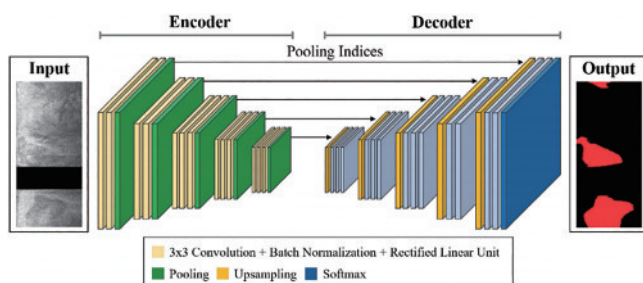 Encoder
Decoder
Pooling Indices
Input
Output
3x3 Convolution + Batch Normalization + Rectified Linear Unit
Pooling
Upsampling
Softmax